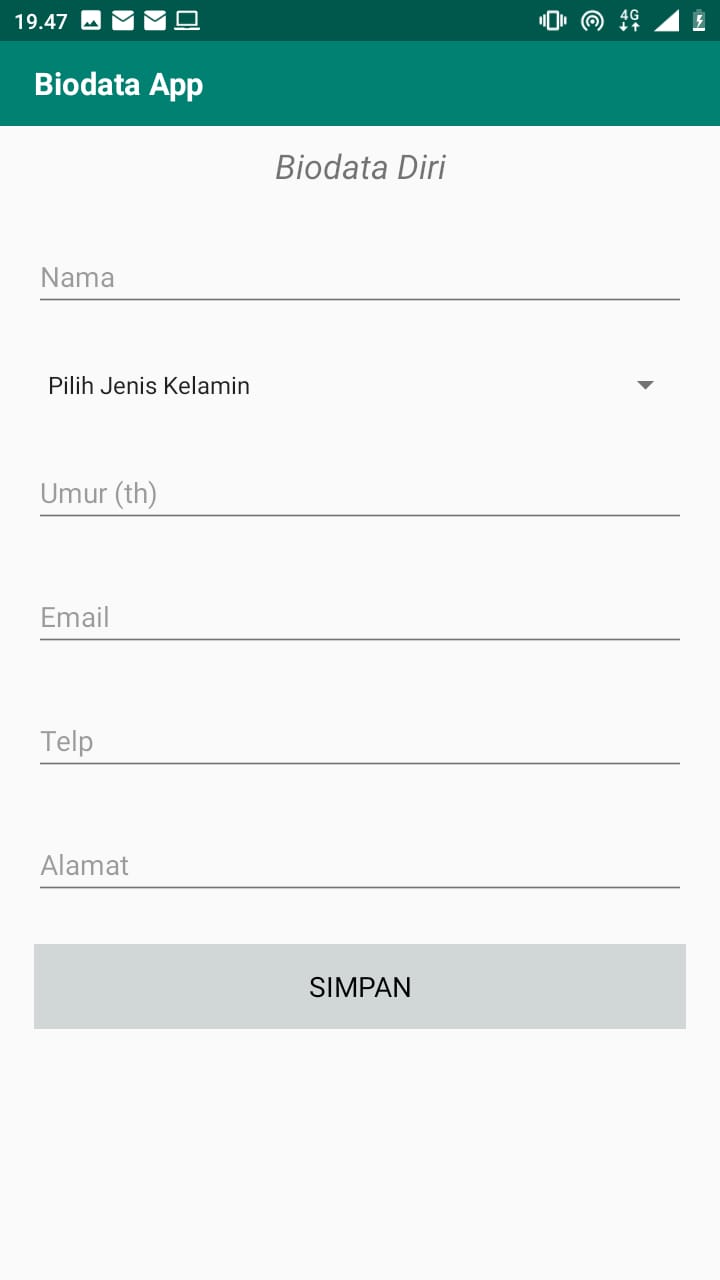 19.47
4G
Biodata App
Biodata Diri
Nama
Pilih Jenis Kelamin
Umur (th)
Email
Telp
Alamat
SIMPAN